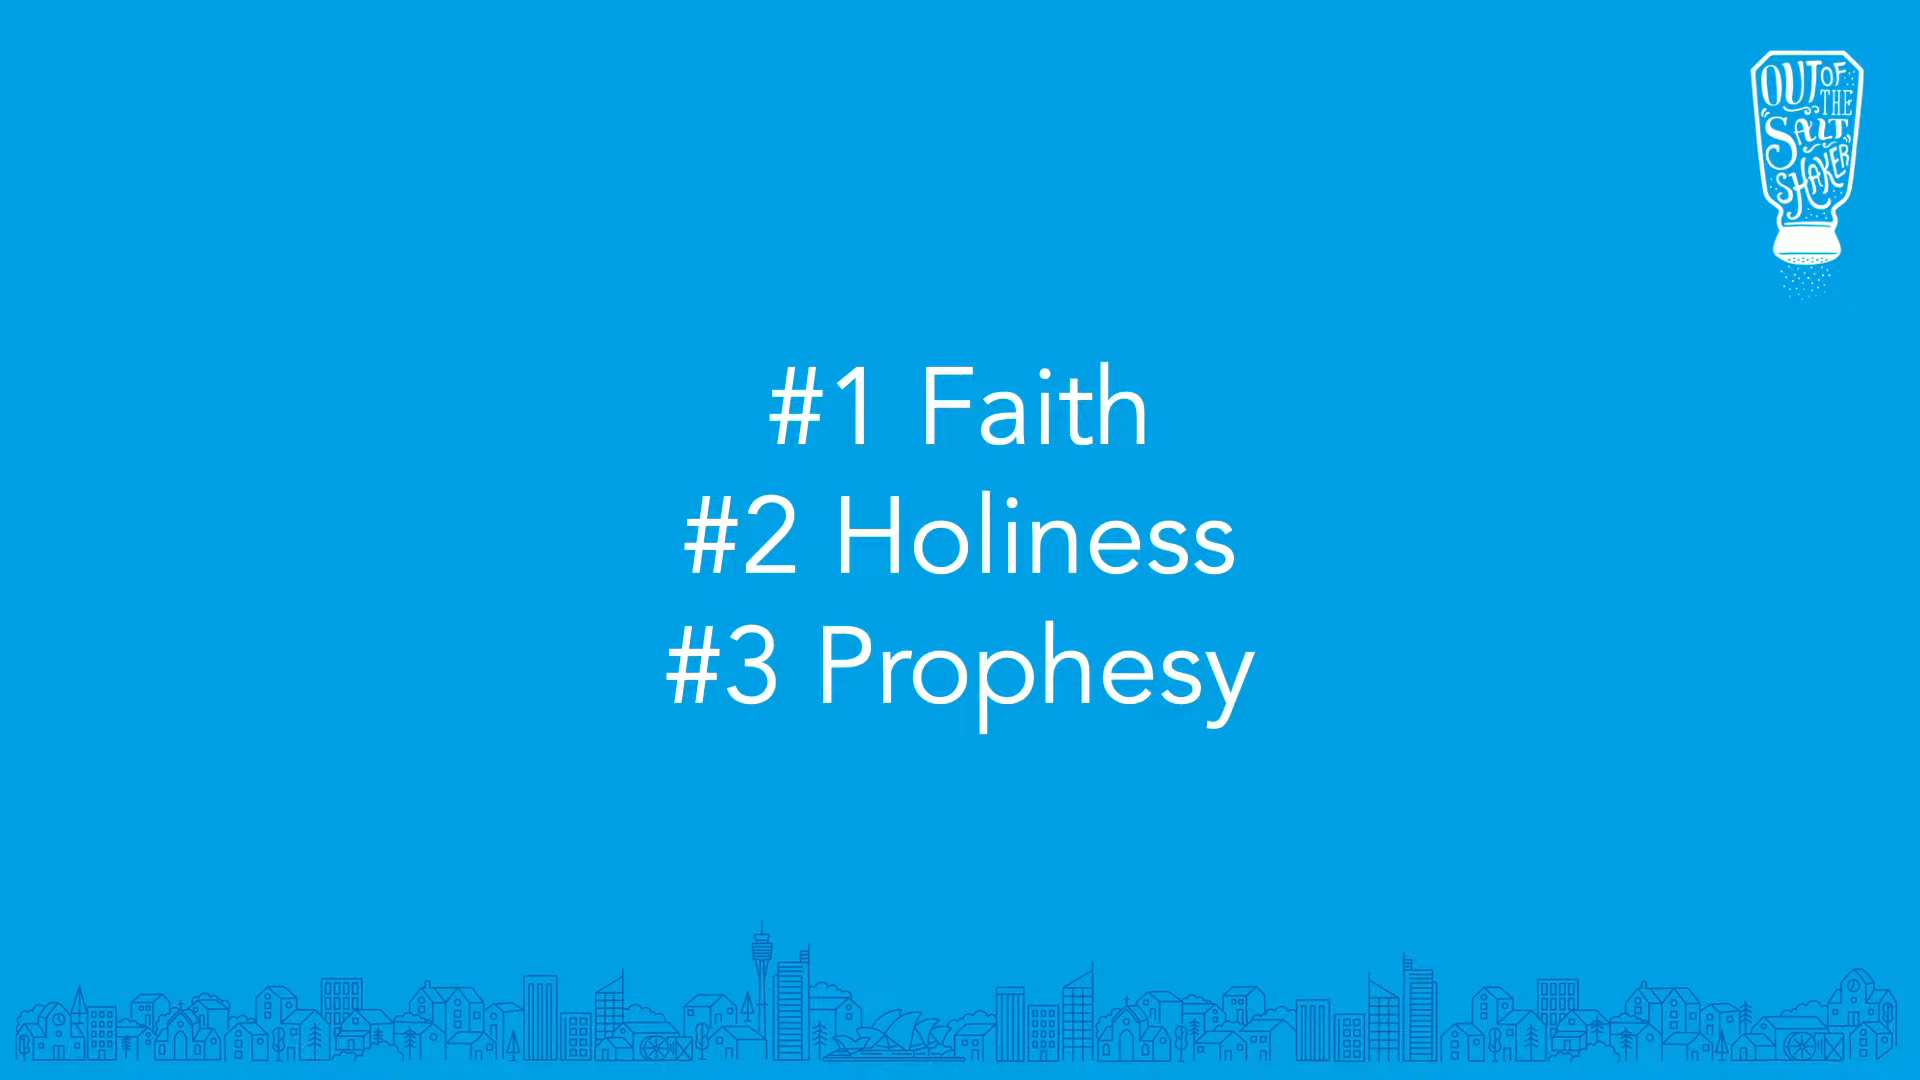 OUT OF
THE
SALT
SHAKER
#1 Faith
#2 Holiness
#3 Prophesy